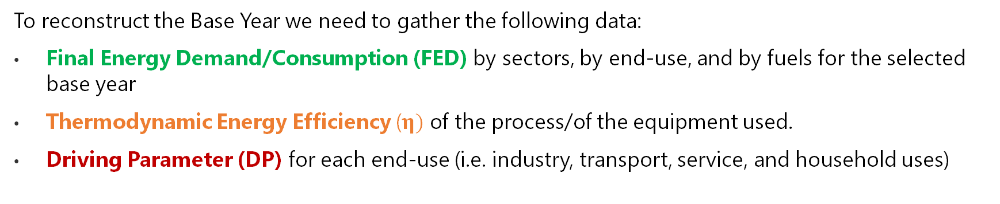 To reconstruct the Base Year we need to gather the following data:
• Final Energy Demand/Consumption (FED) by sectors, by end-use, and by fuels for the selected
base year
• Thermodynamic Energy Efficiency (η) of the process/of the equipment used.
• Driving Parameter (DP) for each end-use (i.e. industry, transport, service, and household uses)